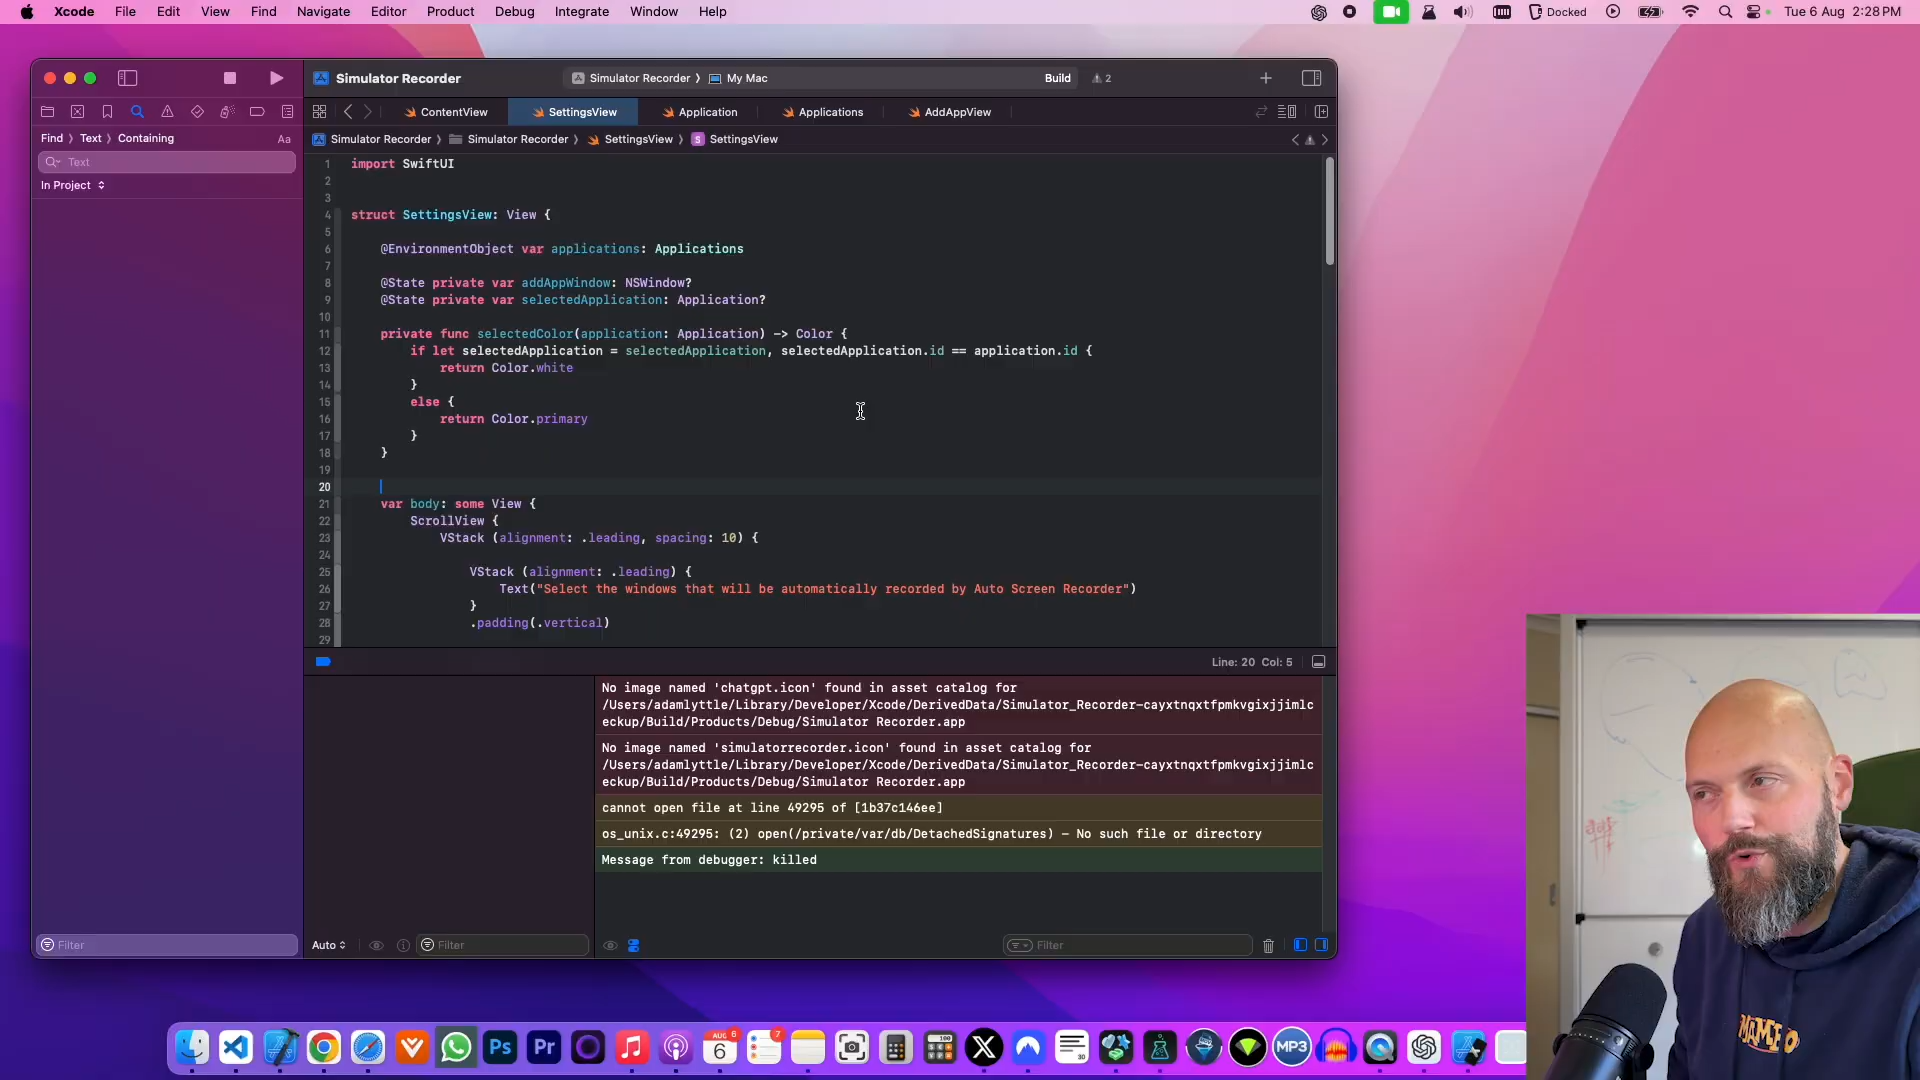 Xcode File Edit View Find Navigate Editor Product Debug Integrate Window Help Docked Tue 6 Aug 2:28 PM
Simulator Recorder
Simulator Recorder 〉 My Mac
Build
2
ContentView
SettingsView
Application
Applications
AddAppView
Find 〉 Text 〉 Containing
Aa
Text
In Project
Simulator Recorder 〉 Simulator Recorder 〉 SettingsView 〉 S SettingsView
1 import SwiftUI
2
3
4 struct SettingsView: View {
5
6 @EnvironmentObject var applications: Applications
7
8 @State private var addAppWindow: NSWindow?
9 @State private var selectedApplication: Application?
10
11 private func selectedColor(application: Application) -> Color {
12 if let selectedApplication = selectedApplication, selectedApplication.id == application.id {
13 return Color.white
14 }
15 else {
16 return Color.primary
17 }
18 }
19
20
21 var body: some View {
22 ScrollView {
23 VStack (alignment: .leading, spacing: 10) {
24
25 VStack (alignment: .leading) {
26 Text("Select the windows that will be automatically recorded by Auto Screen Recorder")
27 }
28 .padding(.vertical)
29
Line: 20 Col: 5
No image named 'chatgpt.icon' found in asset catalog for
/Users/adamlyttle/Library/Developer/Xcode/DerivedData/Simulator_Recorder-cayxtnqxtfpmkvgixjjimlc
eckup/Build/Products/Debug/Simulator Recorder.app
No image named 'simulatorrecorder.icon' found in asset catalog for
/Users/adamlyttle/Library/Developer/Xcode/DerivedData/Simulator_Recorder-cayxtnqxtfpmkvgixjjimlc
eckup/Build/Products/Debug/Simulator Recorder.app
cannot open file at line 49295 of [1b37c146ee]
os_unix.c:49295: (2) open(/private/var/db/DetachedSignatures) – No such file or directory
Message from debugger: killed
Filter
Auto
Filter
Filter
Ps
Pr
AUG
6
6
7
100
30
MP3